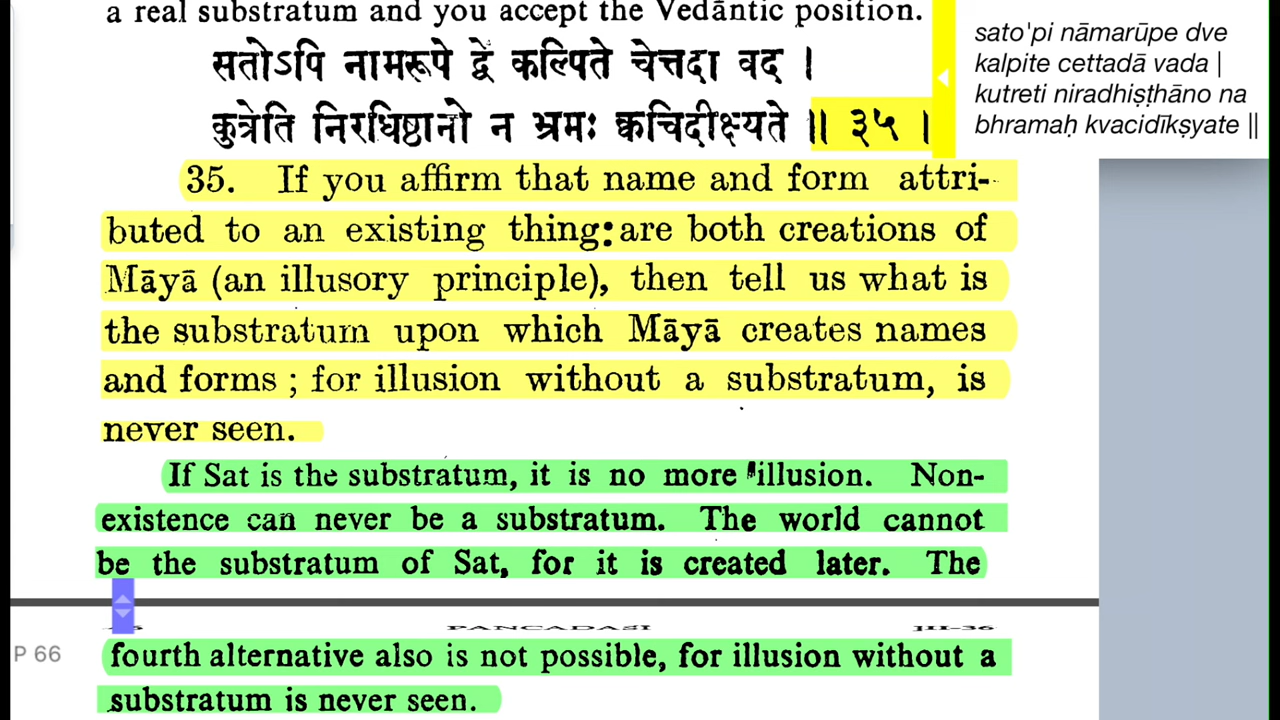 a real substratum and you accept the Vedāntic position.
सतोऽपि नामरूपे द्वे कल्पिते चेत्तदा वद ।
कुत्रेति निरधिष्ठानो न भ्रमः क्वचिदीक्ष्यते ॥ ३५ ।
sato'pi nāmarūpe dve
kalpite cettadā vada |
kutreti niradhiṣṭhāno na
bhramaḥ kvacidīkṣyate ||
35. If you affirm that name and form attri-
buted to an existing thing: are both creations of
Māyā (an illusory principle), then tell us what is
the substratum upon which Māyā creates names
and forms ; for illusion without a substratum, is
never seen.
If Sat is the substratum, it is no more illusion. Non-
existence can never be a substratum. The world cannot
be the substratum of Sat, for it is created later. The
PANCADASI III-36
P 66
fourth alternative also is not possible, for illusion without a
substratum is never seen.